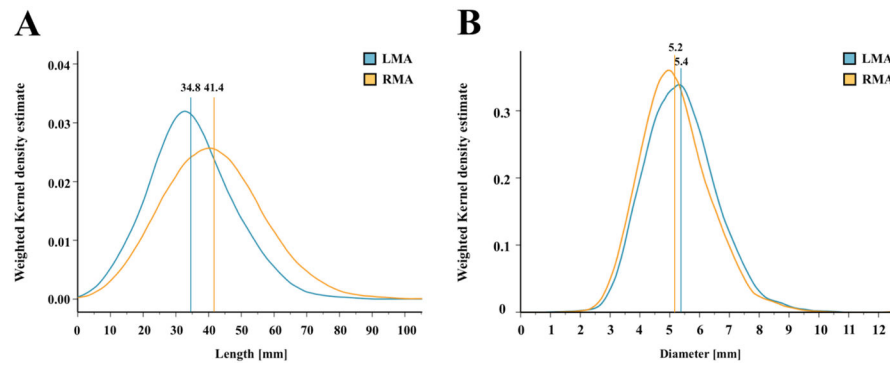 A
Weighted Kernel density estimate
0.04
0.03
0.02
0.01
0.00
34.8 41.4
LMA
RMA
0 10 20 30 40 50 60 70 80 90 100
Length [mm]
B
Weighted Kernel density estimate
0.3
0.2
0.1
0
5.2
5.4
LMA
RMA
0 1 2 3 4 5 6 7 8 9 10 11 12
Diameter [mm]